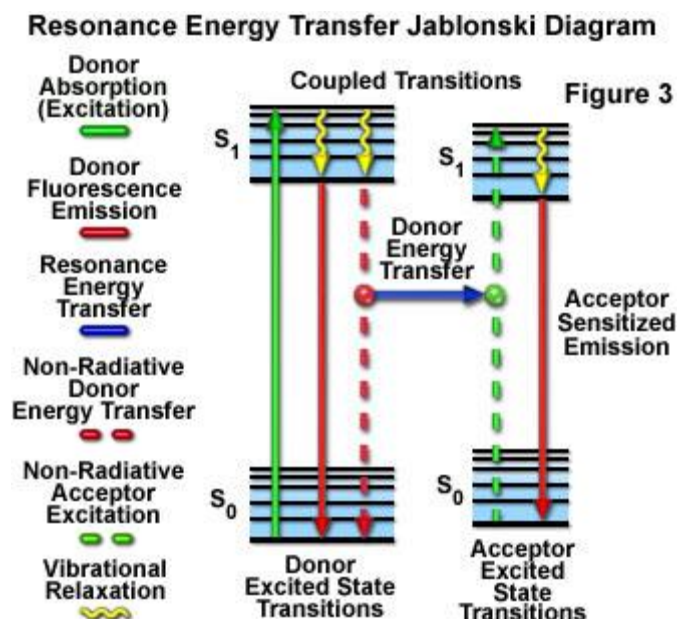 Resonance Energy Transfer Jablonski Diagram
Donor
Absorption
(Excitation)
Donor
Fluorescence
Emission
Resonance
Energy
Transfer
Non-Radiative
Donor
Energy Transfer
Non-Radiative
Acceptor
Excitation
Vibrational
Relaxation
Coupled Transitions
Figure 3
S1
S1
Donor
Energy
Transfer
Acceptor
Sensitized
Emission
S0
S0
Donor
Excited State
Transitions
Acceptor
Excited
State
Transitions